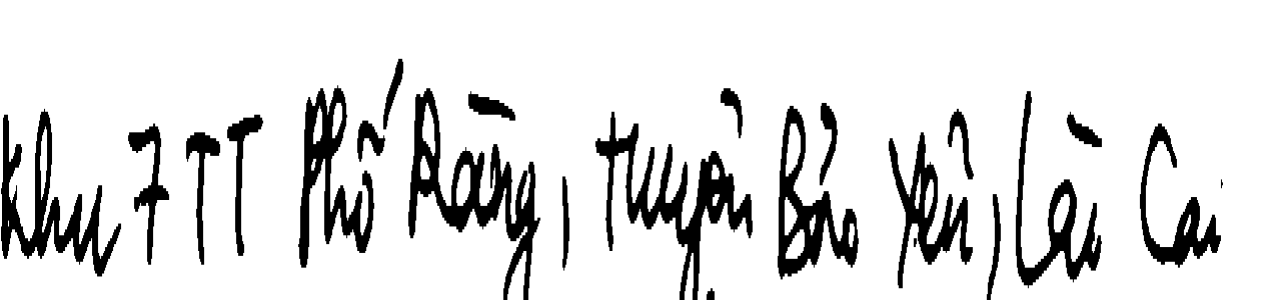 Khu 7 TT Phố Ràng, Huyện Bảo Yên, Lào Cai